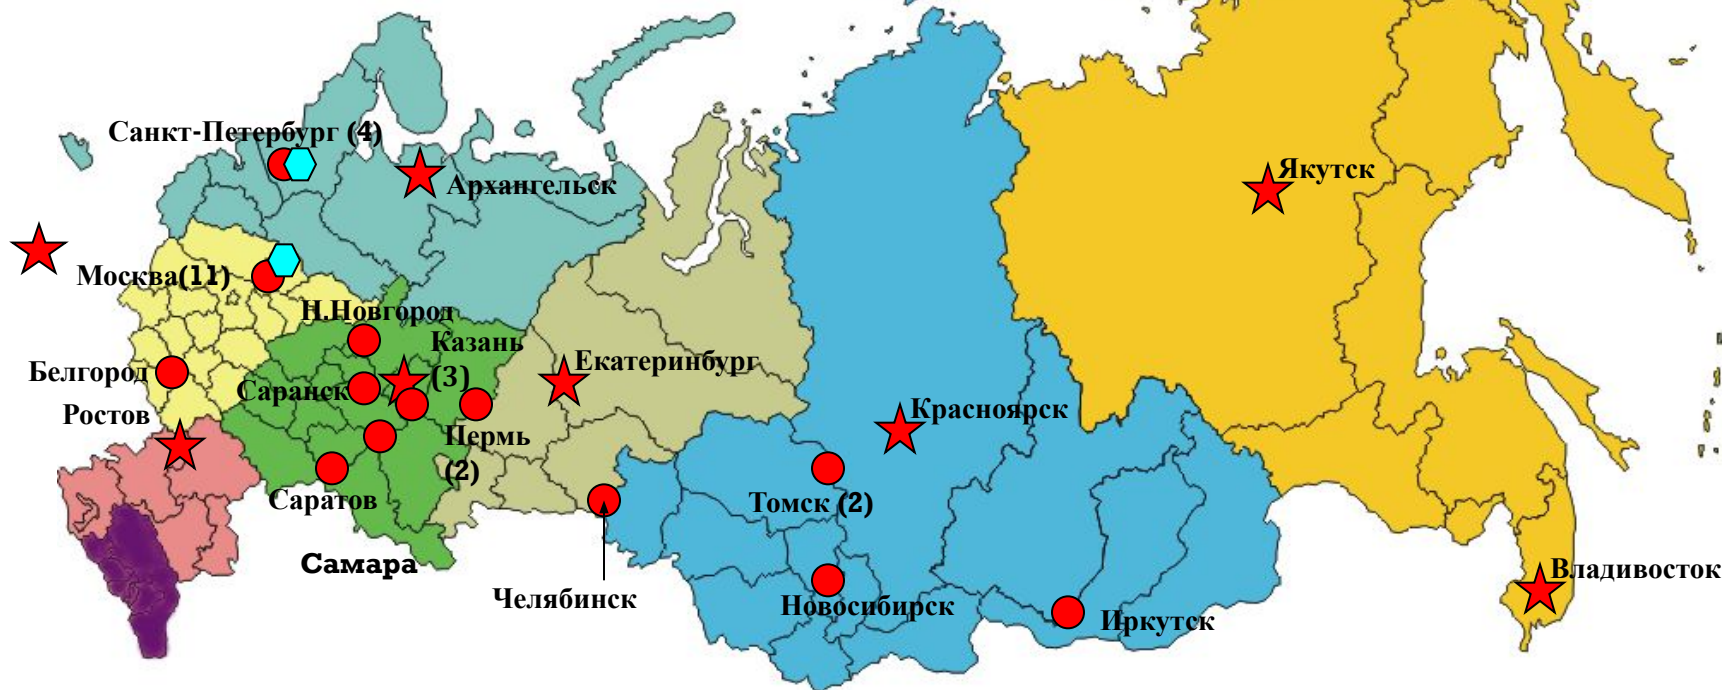 Санкт-Петербург (4)
Архангельск
Якутск
Москва(11)
Н.Новгород
Казань
(3)
Екатеринбург
Белгород
Саранск
Ростов
Красноярск
Пермь
(2)
Саратов
Томск (2)
Самара
Челябинск
Новосибирск
Иркутск
Владивосток